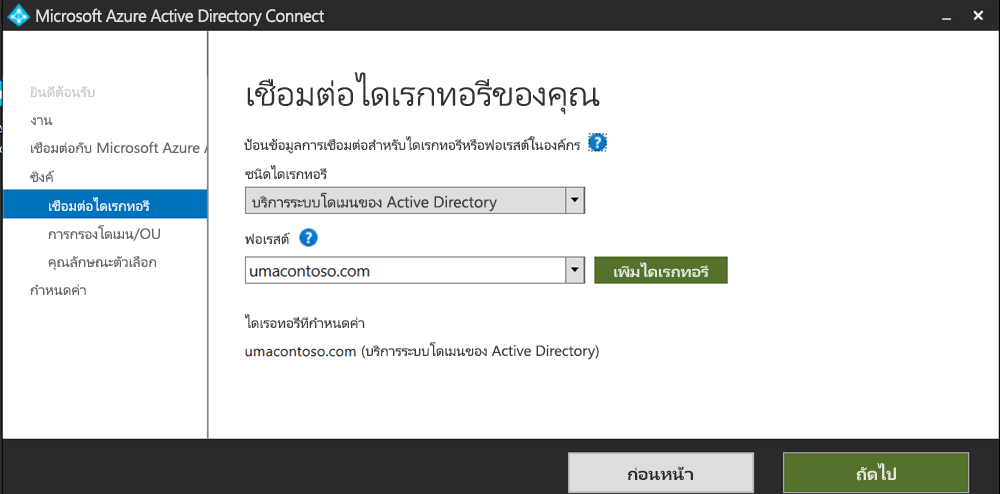 Microsoft Azure Active Directory Connect
ยินดีต้อนรับ
งาน
เชื่อมต่อกับ Microsoft Azure
ซิงค์
เชื่อมต่อไดเรกทอรี
การกรองโดเมน/OU
คุณลักษณะตัวเลือก
กำหนดค่า
เชื่อมต่อไดเรกทอรีของคุณ
ป้อนข้อมูลการเชื่อมต่อสำหรับไดเรกทอรีหรือฟอเรสต์ในองค์กร ?
ชนิดไดเรกทอรี
บริการระบบโดเมนของ Active Directory
ฟอเรสต์ ?
umacontoso.com
เพิ่มไดเรกทอรี
ไดเรอทอรีที่กำหนดค่า
umacontoso.com (บริการระบบโดเมนของ Active Directory)
ก่อนหน้า
ถัดไป